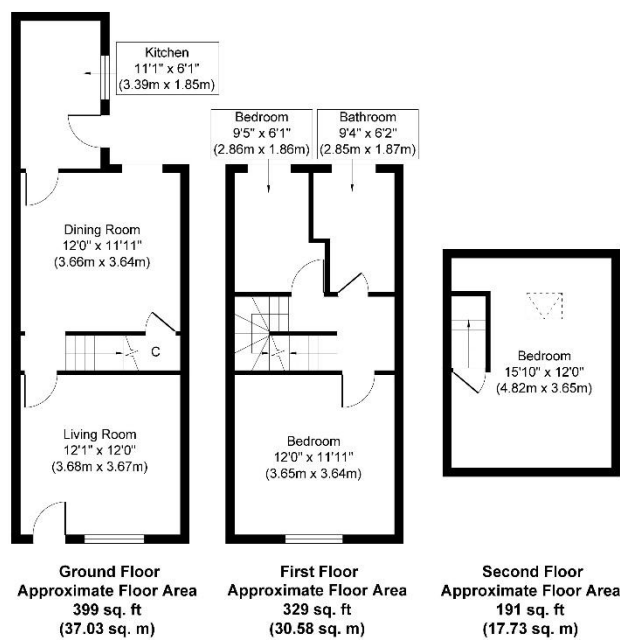 Kitchen
11'1" x 6'1"
(3.39m x 1.85m)
Dining Room
12'0" x 11'11"
(3.66m x 3.64m)
C
Living Room
12'1" x 12'0"
(3.68m x 3.67m)
Ground Floor
Approximate Floor Area
399 sq. ft
(37.03 sq. m)
Bedroom
9'5" x 6'1"
(2.86m x 1.86m)
Bathroom
9'4" x 6'2"
(2.85m x 1.87m)
Bedroom
12'0" x 11'11"
(3.65m x 3.64m)
First Floor
Approximate Floor Area
329 sq. ft
(30.58 sq. m)
Bedroom
15'10" x 12'0"
(4.82m x 3.65m)
Second Floor
Approximate Floor Area
191 sq. ft
(17.73 sq. m)